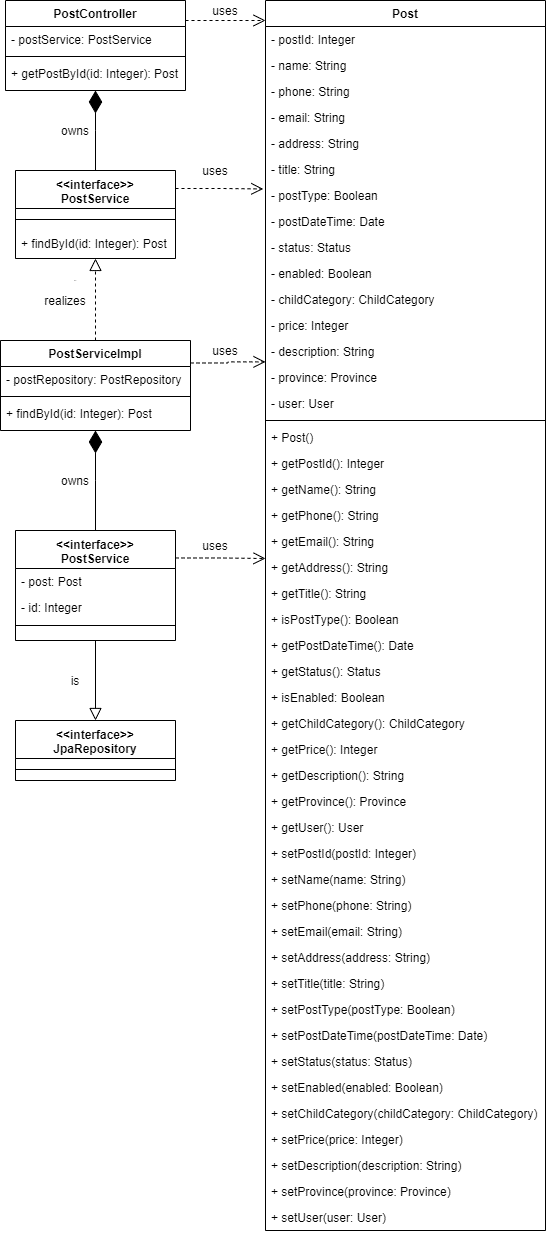 PostController
- postService: PostService
+ getPostById(id: Integer): Post
uses
owns
<<interface>>
PostService
+ findById(id: Integer): Post
uses
realizes
PostServiceImpl
- postRepository: PostRepository
+ findById(id: Integer): Post
uses
owns
<<interface>>
PostService
- post: Post
- id: Integer
uses
is
<<interface>>
JpaRepository
Post
- postId: Integer
- name: String
- phone: String
- email: String
- address: String
- title: String
- postType: Boolean
- postDateTime: Date
- status: Status
- enabled: Boolean
- childCategory: ChildCategory
- price: Integer
- description: String
- province: Province
- user: User
+ Post()
+ getPostId(): Integer
+ getName(): String
+ getPhone(): String
+ getEmail(): String
+ getAddress(): String
+ getTitle(): String
+ isPostType(): Boolean
+ getPostDateTime(): Date
+ getStatus(): Status
+ isEnabled: Boolean
+ getChildCategory(): ChildCategory
+ getPrice(): Integer
+ getDescription(): String
+ getProvince(): Province
+ getUser(): User
+ setPostId(postId: Integer)
+ setName(name: String)
+ setPhone(phone: String)
+ setEmail(email: String)
+ setAddress(address: String)
+ setTitle(title: String)
+ setPostType(postType: Boolean)
+ setPostDateTime(postDateTime: Date)
+ setStatus(status: Status)
+ setEnabled(enabled: Boolean)
+ setChildCategory(childCategory: ChildCategory)
+ setPrice(price: Integer)
+ setDescription(description: String)
+ setProvince(province: Province)
+ setUser(user: User)